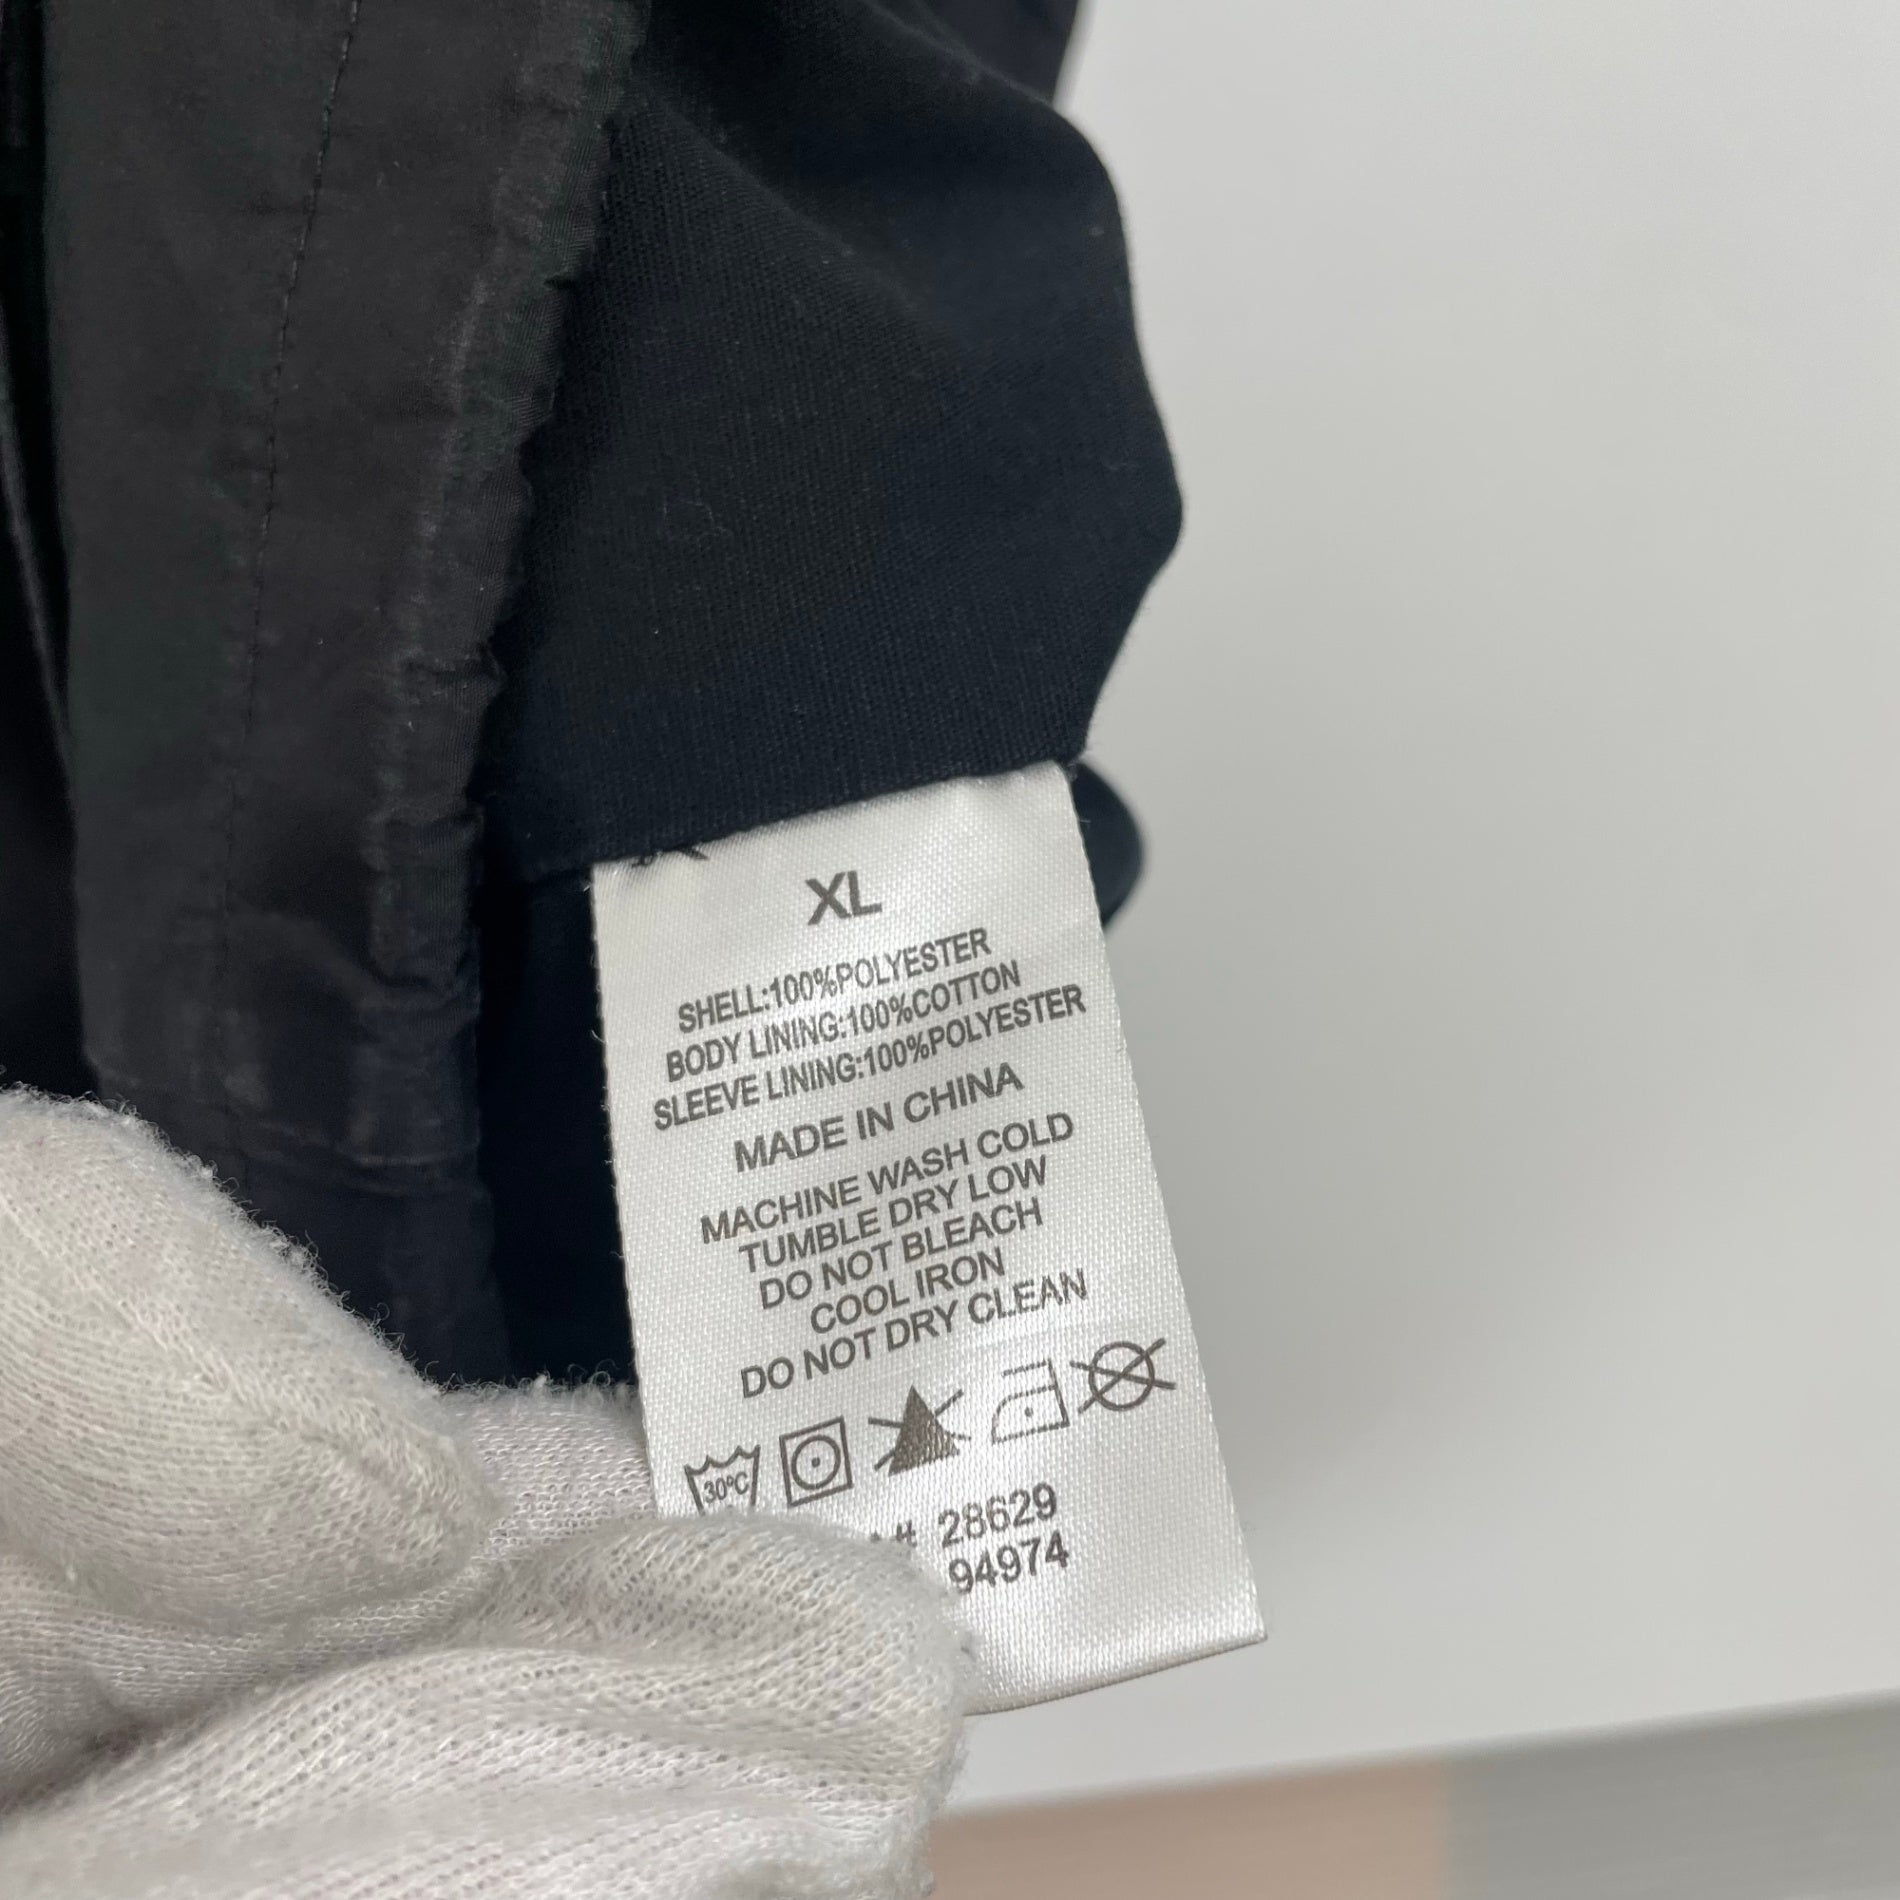 XL
SHELL:100%POLYESTER
BODY LINING:100%COTTON
SLEEVE LINING:100%POLYESTER
MADE IN CHINA
MACHINE WASH COLD
TUMBLE DRY LOW
DO NOT BLEACH
COOL IRON
DO NOT DRY CLEAN
30°C
# 28629
94974